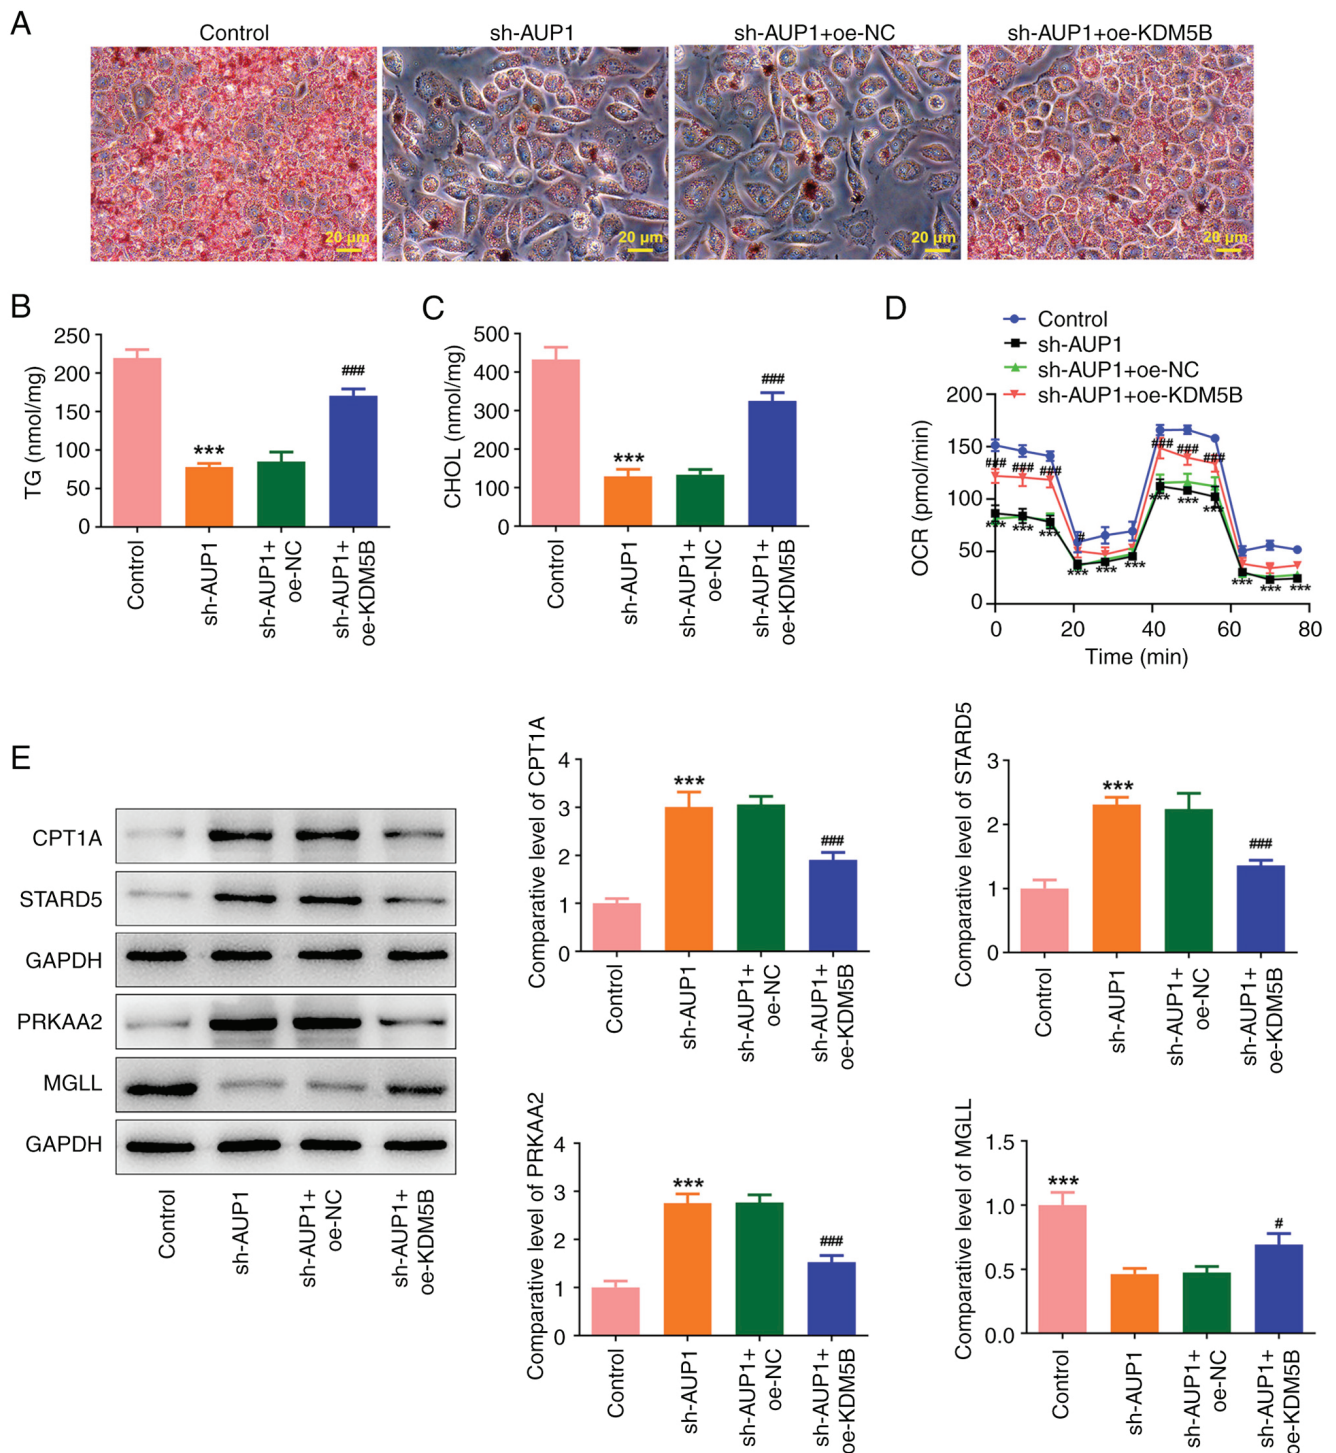 A
Control
sh-AUP1
sh-AUP1+oe-NC
sh-AUP1+oe-KDM5B
20 µm
20 µm
20 µm
20 µm
B
TG (nmol/mg)
250
200
150
100
50
0
***
###
Control
sh-AUP1
sh-AUP1+
oe-NC
sh-AUP1+
oe-KDM5B
C
CHOL (nmol/mg)
500
400
300
200
100
0
***
###
Control
sh-AUP1
sh-AUP1+
oe-NC
sh-AUP1+
oe-KDM5B
D
Control
sh-AUP1
sh-AUP1+oe-NC
sh-AUP1+oe-KDM5B
OCR (pmol/min)
200
150
100
50
0
### ### ###
#
### ### ###
*** *** ***
*** *** ***
*** *** ***
*** *** ***
0 20 40 60 80
Time (min)
E
CPT1A
STARD5
GAPDH
PRKAA2
MGLL
GAPDH
Control
sh-AUP1
sh-AUP1+
oe-NC
sh-AUP1+
oe-KDM5B
Comparative level of CPT1A
4
3
2
1
0
***
###
Control
sh-AUP1
sh-AUP1+
oe-NC
sh-AUP1+
oe-KDM5B
Comparative level of STARD5
3
2
1
0
***
###
Control
sh-AUP1
sh-AUP1+
oe-NC
sh-AUP1+
oe-KDM5B
Comparative level of PRKAA2
4
3
2
1
0
***
###
Control
sh-AUP1
sh-AUP1+
oe-NC
sh-AUP1+
oe-KDM5B
Comparative level of MGLL
1.5
1.0
0.5
0.0
***
#
Control
sh-AUP1
sh-AUP1+
oe-NC
sh-AUP1+
oe-KDM5B